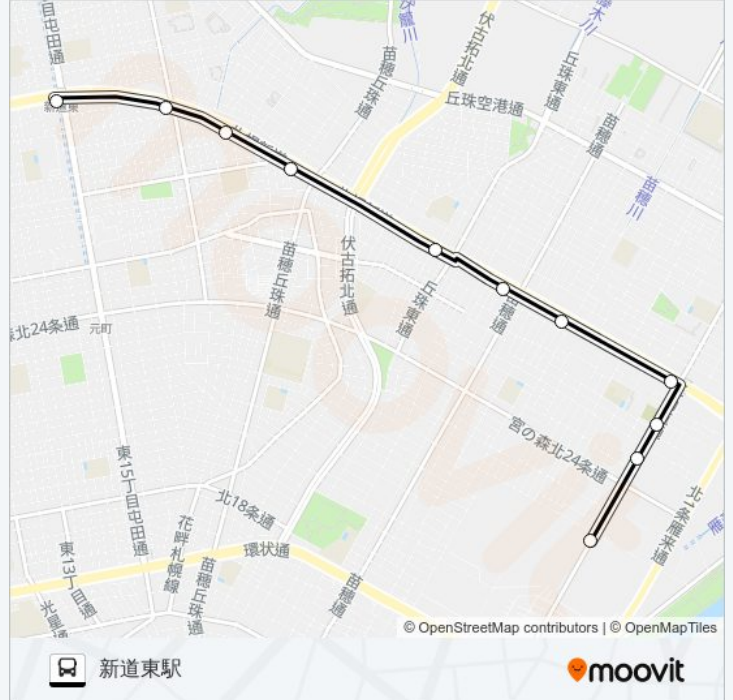 目屯田通
伏籠川
伏古拓北通
苗穂丘珠通
丘珠東通
丘珠空港通
苗穂通
苗穂川
新道東
苗穂丘珠通
伏古拓北通
丘珠東通
苗穂通
北24条通
元町
宮の森北24条通
東15丁目屯田通
北18条通
花畔札幌線
環状通
苗穂丘珠通
苗穂通
北1条雁来通
東13丁目通
光星通
© OpenStreetMap contributors | © OpenMapTiles
新道東駅
moovit